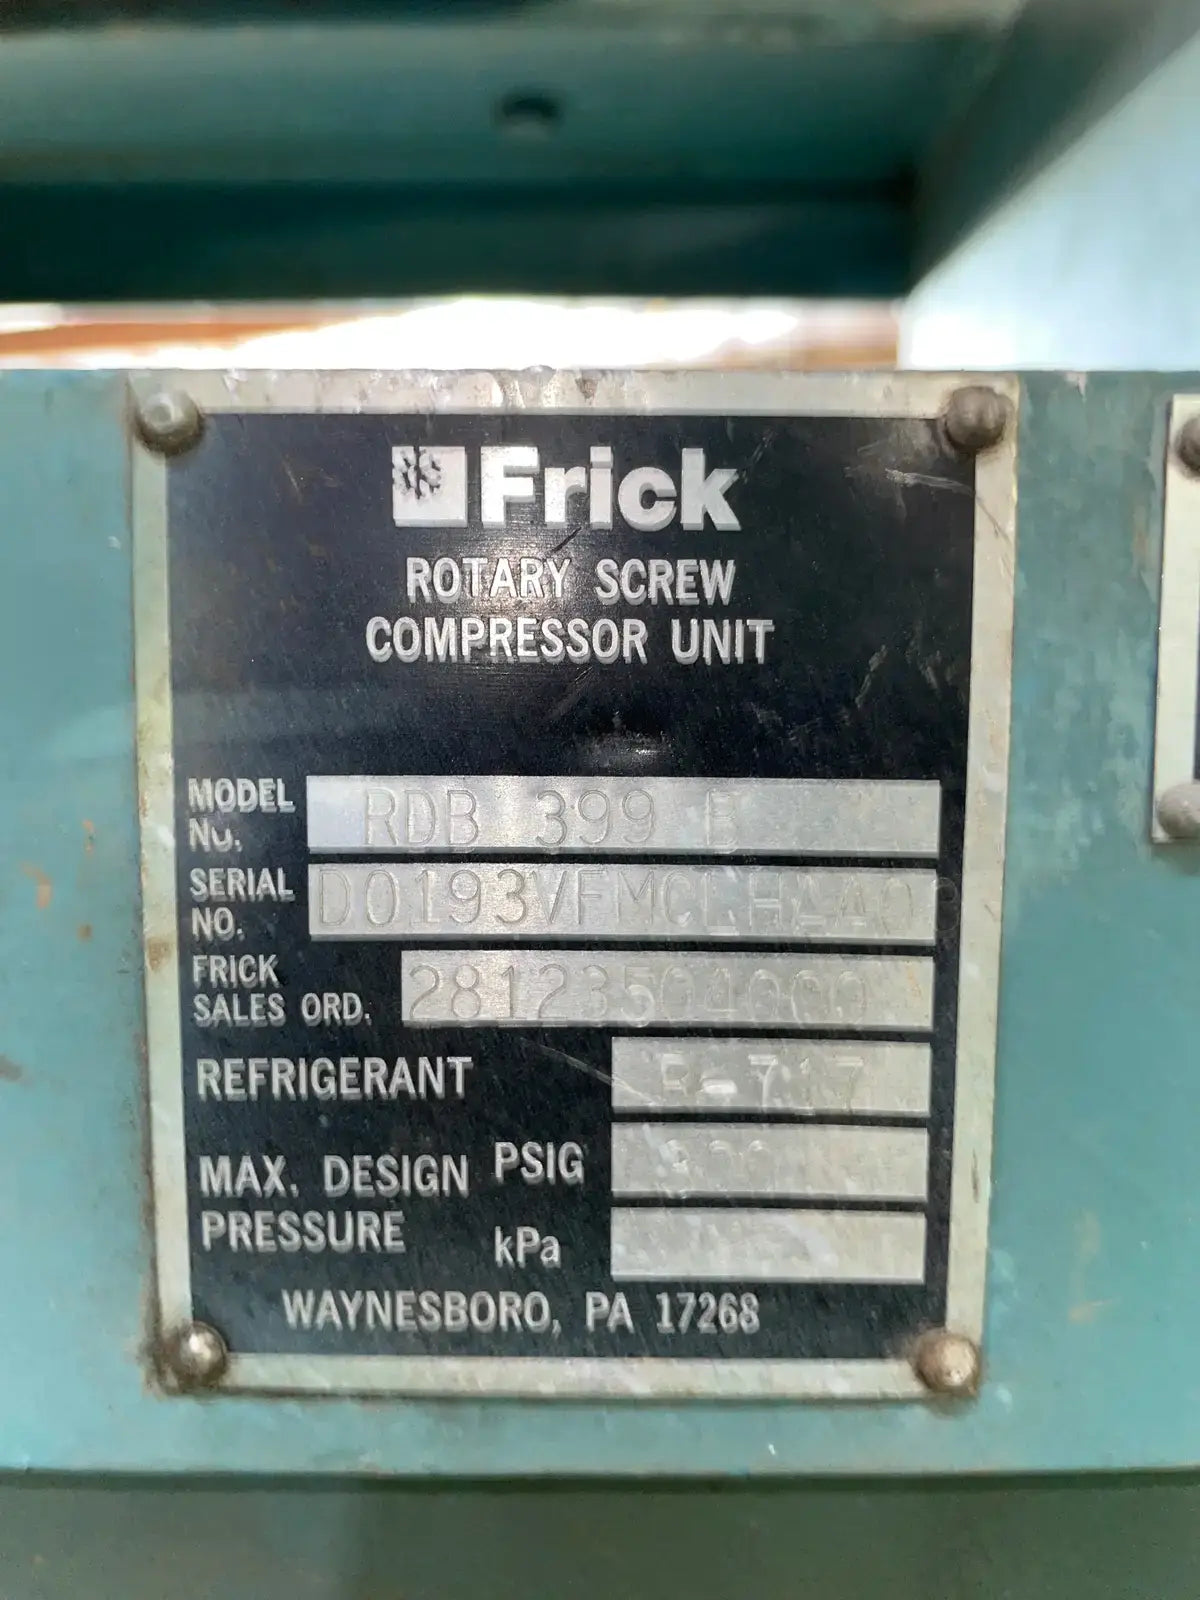 Frick
ROTARY SCREW
COMPRESSOR UNIT
MODEL NO. RDB 399 B
SERIAL NO.
FRICK SALES ORD.
REFRIGERANT R-717
MAX. DESIGN PRESSURE PSIG
kPa
WAYNESBORO, PA 17268